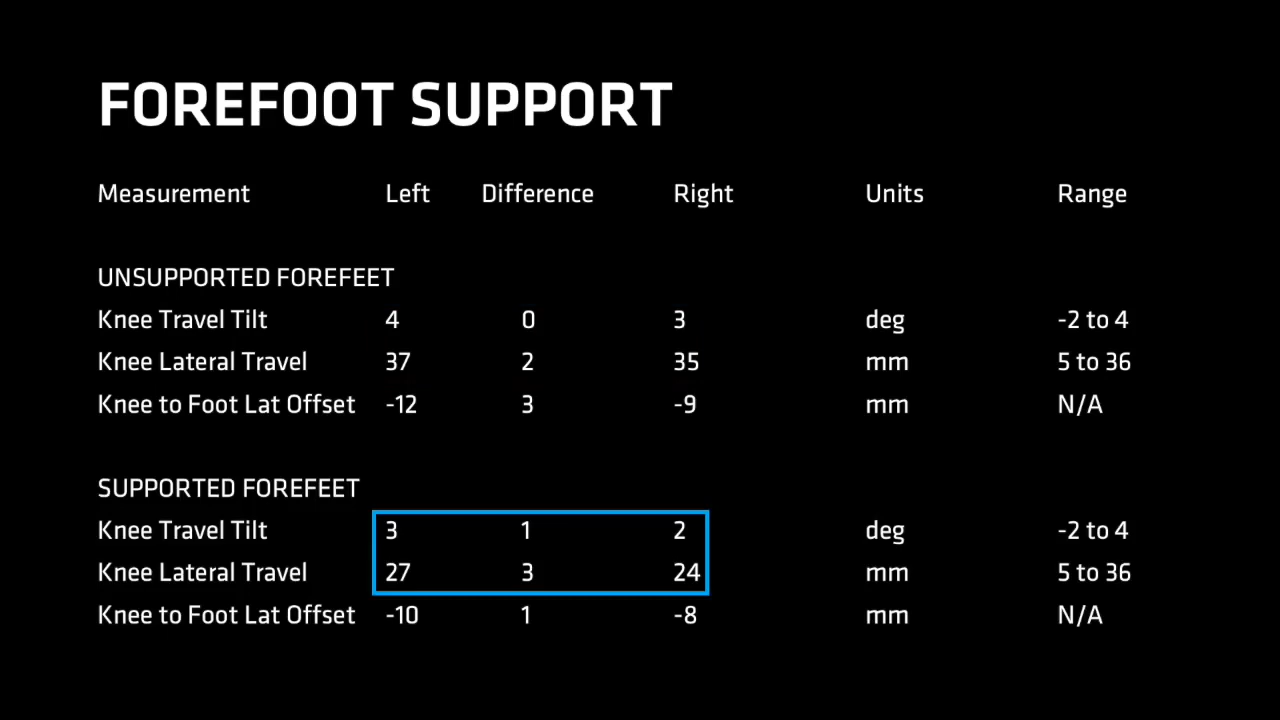 FOREFOOT SUPPORT
Measurement Left Difference Right Units Range
UNSUPPORTED FOREFEET
Knee Travel Tilt 4 0 3 deg -2 to 4
Knee Lateral Travel 37 2 35 mm 5 to 36
Knee to Foot Lat Offset -12 3 -9 mm N/A
SUPPORTED FOREFEET
Knee Travel Tilt 3 1 2 deg -2 to 4
Knee Lateral Travel 27 3 24 mm 5 to 36
Knee to Foot Lat Offset -10 1 -8 mm N/A